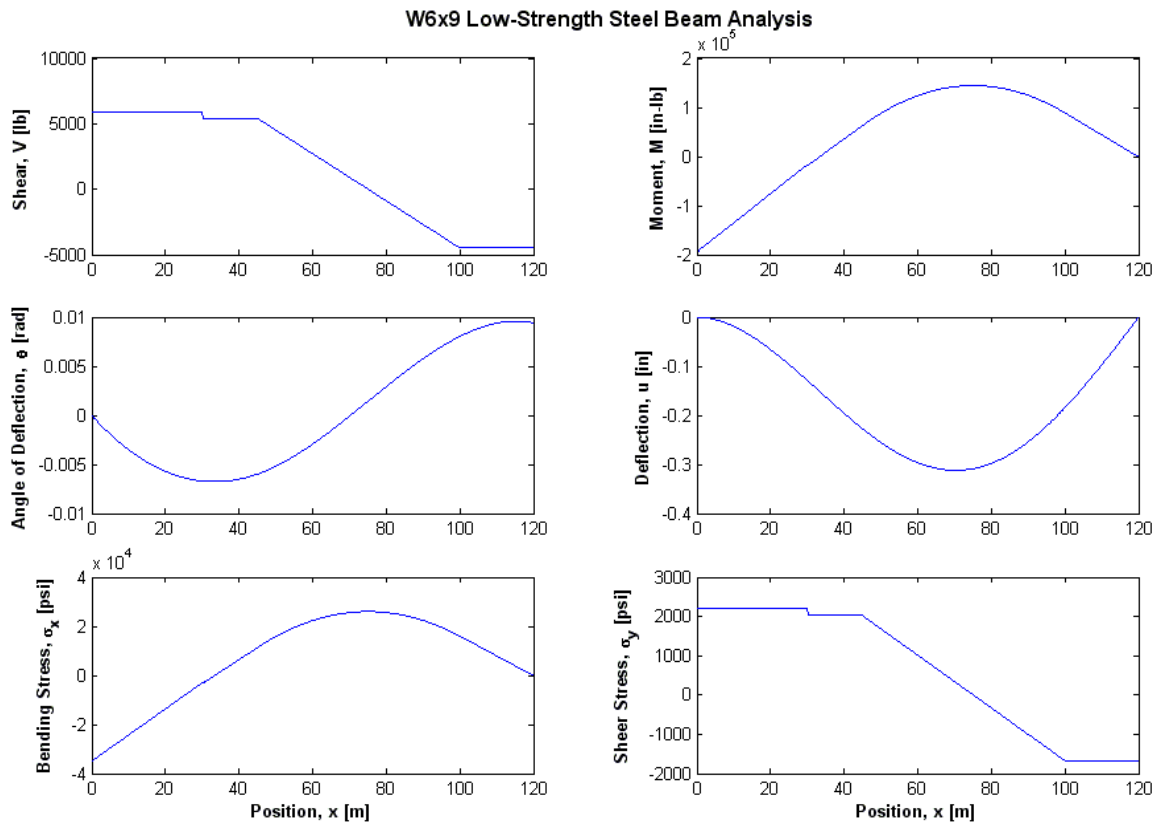 W6x9 Low-Strength Steel Beam Analysis
Shear, V [lb]
10000
5000
0
-5000
0 20 40 60 80 100 120
Moment, M [in-lb]
x 10^5
2
1
0
-1
-2
0 20 40 60 80 100 120
Angle of Deflection, θ [rad]
0.01
0.005
0
-0.005
-0.01
0 20 40 60 80 100 120
Deflection, u [in]
0
-0.1
-0.2
-0.3
-0.4
0 20 40 60 80 100 120
Bending Stress, σx [psi]
x 10^4
4
2
0
-2
-4
0 20 40 60 80 100 120
Position, x [m]
Sheer Stress, σy [psi]
3000
2000
1000
0
-1000
-2000
0 20 40 60 80 100 120
Position, x [m]